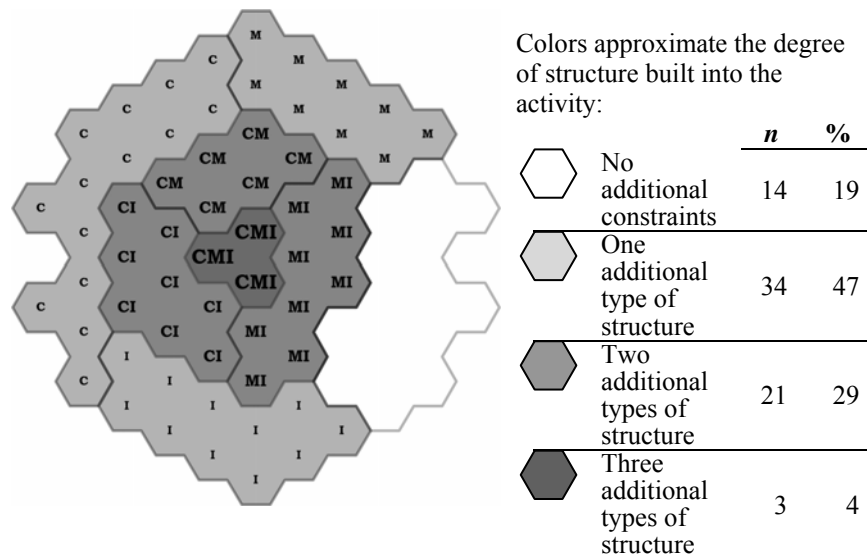 M
C M
C M M
C C M M
C C CM M M
C CM CM M
C CM CM MI
C CI CM MI
C CI CMI MI
CI CMI MI
C CI CMI MI
C CI CI MI
C CI MI
I CI MI
C I MI
I I I
I I I
I I
I
Colors approximate the degree
of structure built into the
activity:
n %
No
additional
constraints
14 19
One
additional
type of
structure
34 47
Two
additional
types of
structure
21 29
Three
additional
types of
structure
3 4